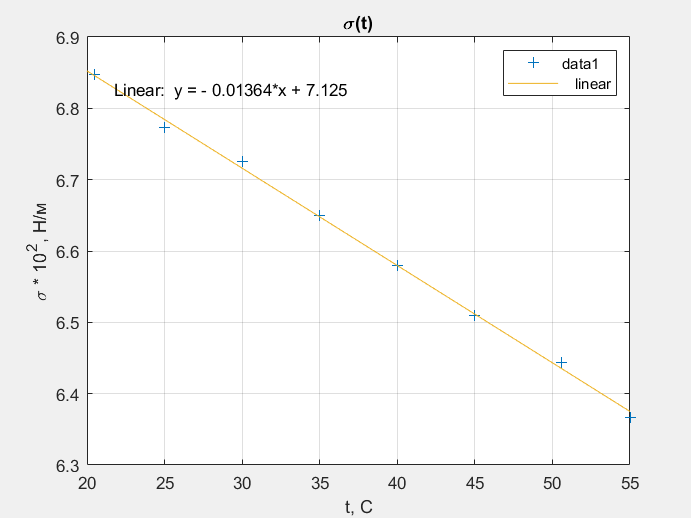 σ(t)
6.9
6.8
6.7
6.6
6.5
6.4
6.3
σ * 10², Н/м
Linear: y = - 0.01364*x + 7.125
data1
linear
20 25 30 35 40 45 50 55
t, C